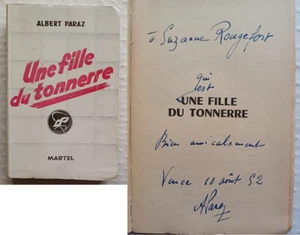 ALBERT PARAZ
Une fille
du tonnerre
MARTEL
à Suzanne Rougefort
qui
est
UNE FILLE
DU TONNERRE
Bien amicalement
Vence 10 août 52
AParaz